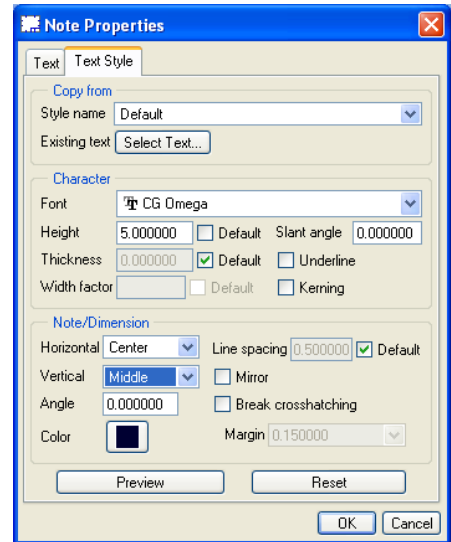 Note Properties
Text Text Style
Copy from
Style name Default
Existing text Select Text...
Character
Font CG Omega
Height 5.000000 Default Slant angle 0.000000
Thickness 0.000000 Default Underline
Width factor Default Kerning
Note/Dimension
Horizontal Center Line spacing 0.500000 Default
Vertical Middle Mirror
Angle 0.000000 Break crosshatching
Color Margin 0.150000
Preview Reset
OK Cancel